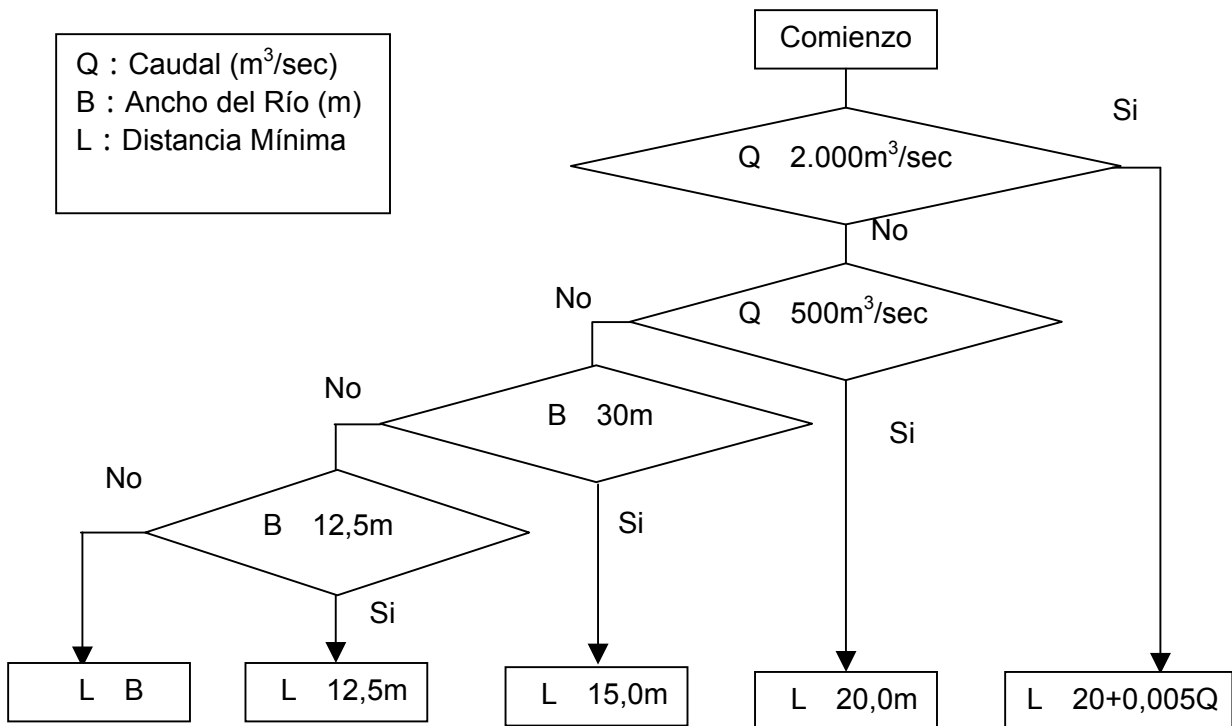 Q : Caudal (m³/sec)
B : Ancho del Río (m)
L : Distancia Mínima
Comienzo
Si
Q 2.000m³/sec
No
No
Q 500m³/sec
No
B 30m
Si
No
B 12,5m
Si
Si
L B
L 12,5m
L 15,0m
L 20,0m
L 20+0,005Q